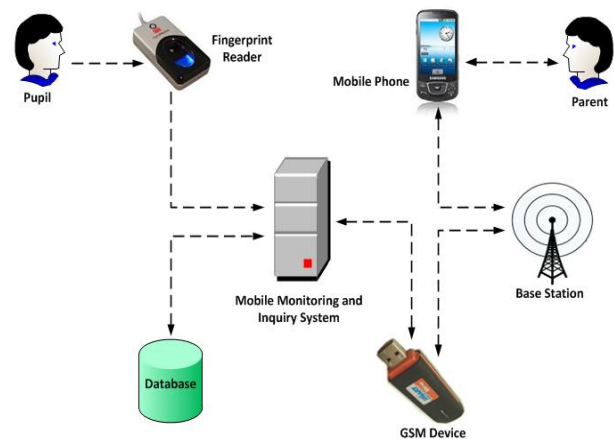 Pupil
Fingerprint
Reader
Mobile Phone
Parent
Mobile Monitoring and
Inquiry System
Base Station
Database
GSM Device